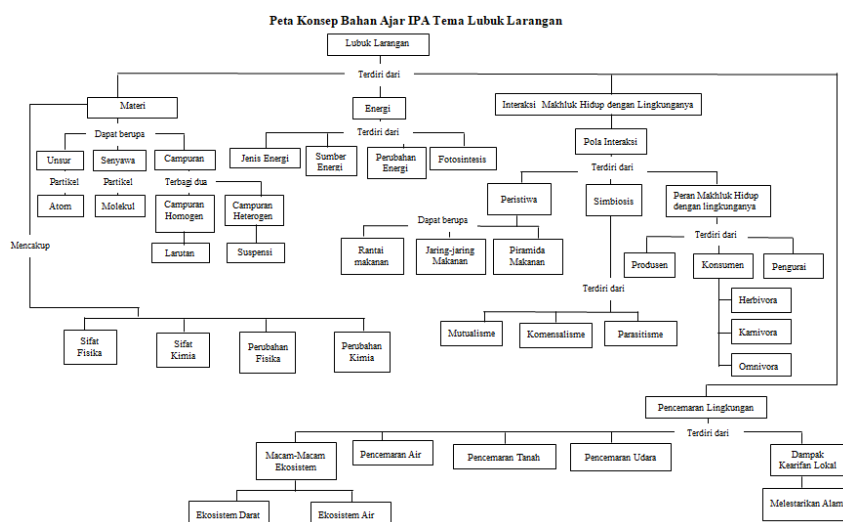 Peta Konsep Bahan Ajar IPA Tema Lubuk Larangan
Lubuk Larangan
Terdiri dari
Materi
Energi
Interaksi Makhluk Hidup dengan Lingkunganya
Dapat berupa
Terdiri dari
Pola Interaksi
Unsur
Senyawa
Campuran
Jenis Energi
Sumber
Energi
Perubahan
Energi
Fotosintesis
Terdiri dari
Partikel
Partikel
Terbagi dua
Atom
Molekul
Campuran
Homogen
Campuran
Heterogen
Peristiwa
Simbiosis
Peran Makhluk Hidup
dengan lingkunganya
Dapat berupa
Terdiri dari
Mencakup
Larutan
Suspensi
Rantai
makanan
Jaring-jaring
Makanan
Piramida
Makanan
Produsen
Konsumen
Pengurai
Terdiri dari
Herbivora
Karnivora
Omnivora
Sifat
Fisika
Sifat
Kimia
Perubahan
Fisika
Perubahan
Kimia
Mutualisme
Komensalisme
Parasitisme
Pencemaran Lingkungan
Terdiri dari
Macam-Macam
Ekosistem
Pencemaran Air
Pencemaran Tanah
Pencemaran Udara
Dampak
Kearifan Lokal
Ekosistem Darat
Ekosistem Air
Melestarikan Alam